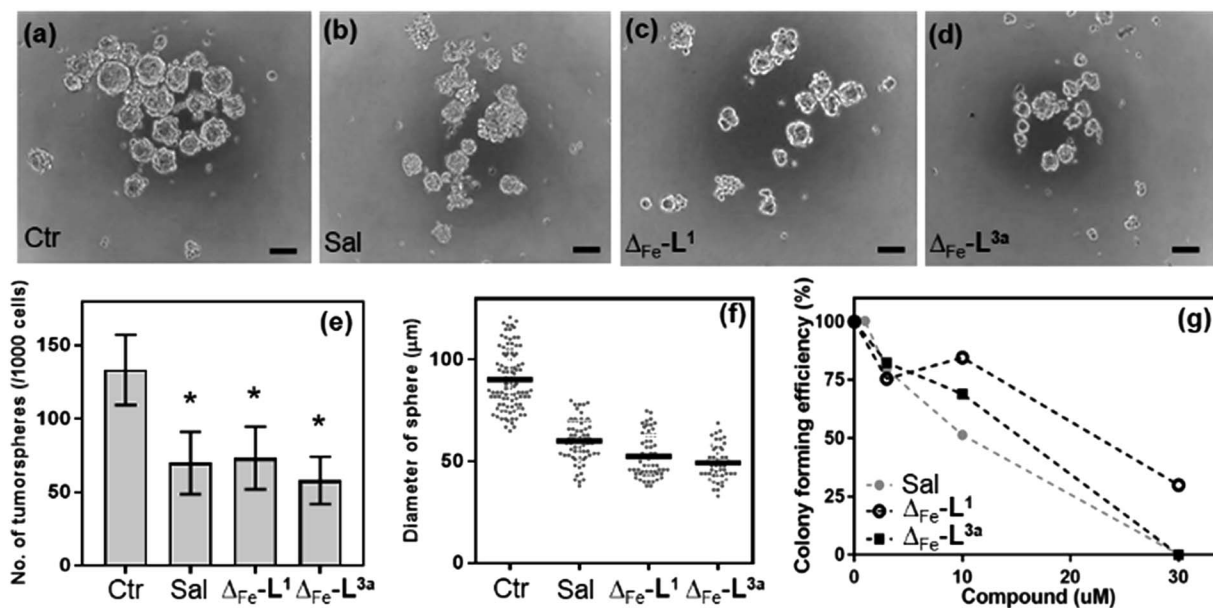 (a)
(b)
(c)
(d)
Ctr
Sal
ΔFe-L1
ΔFe-L3a
(e)
No. of tumorspheres (/1000 cells)
150
100
50
0
*
*
*
Ctr
Sal
ΔFe-L1
ΔFe-L3a
(f)
Diameter of sphere (μm)
100
50
0
Ctr
Sal
ΔFe-L1
ΔFe-L3a
(g)
Colony forming efficiency (%)
100
75
50
25
0
Sal
ΔFe-L1
ΔFe-L3a
0
10
20
30
Compound (uM)